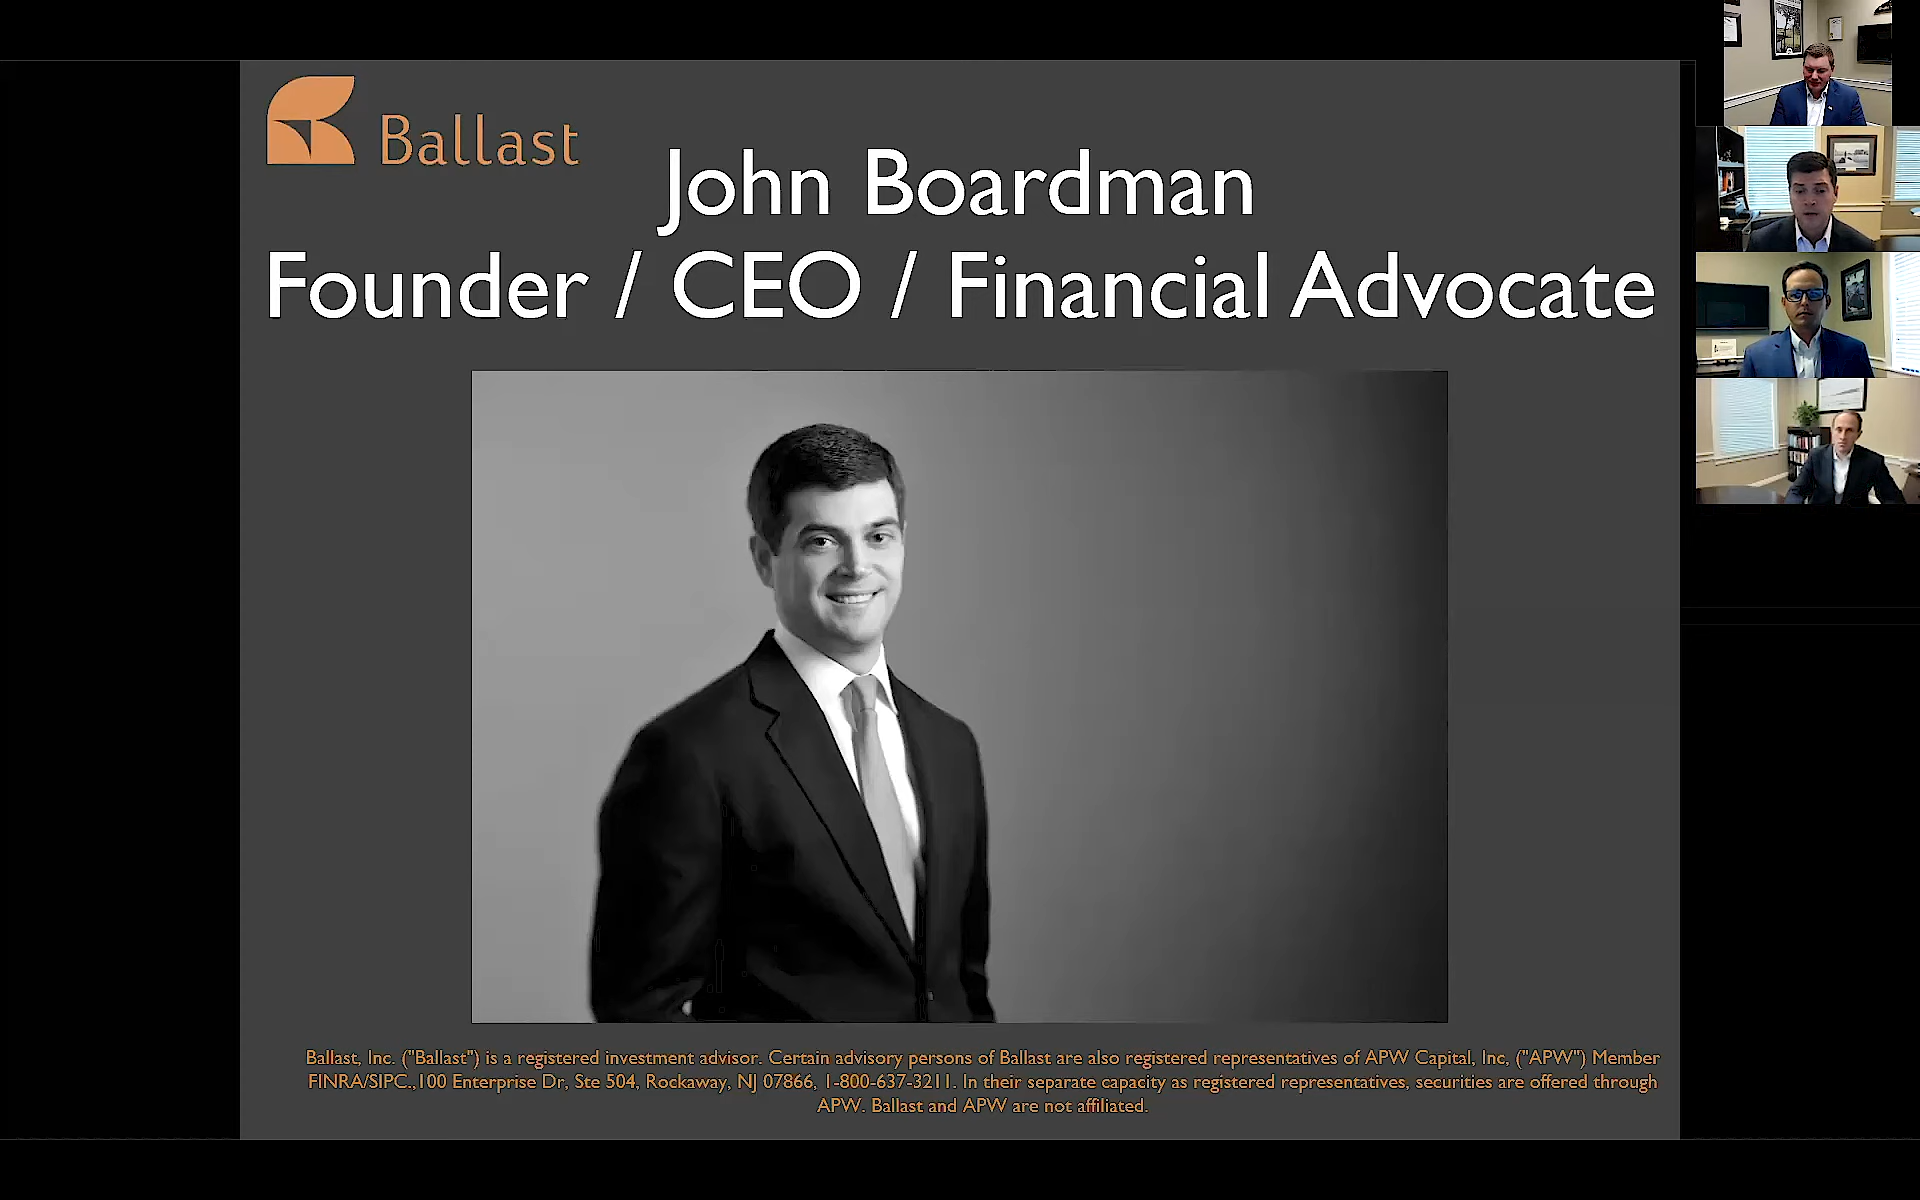 Ballast
John Boardman
Founder / CEO / Financial Advocate
Ballast, Inc. ("Ballast") is a registered investment advisor. Certain advisory persons of Ballast are also registered representatives of APW Capital, Inc, ("APW") Member
FINRA/SIPC.,100 Enterprise Dr, Ste 504, Rockaway, NJ 07866, 1-800-637-3211. In their separate capacity as registered representatives, securities are offered through
APW. Ballast and APW are not affiliated.